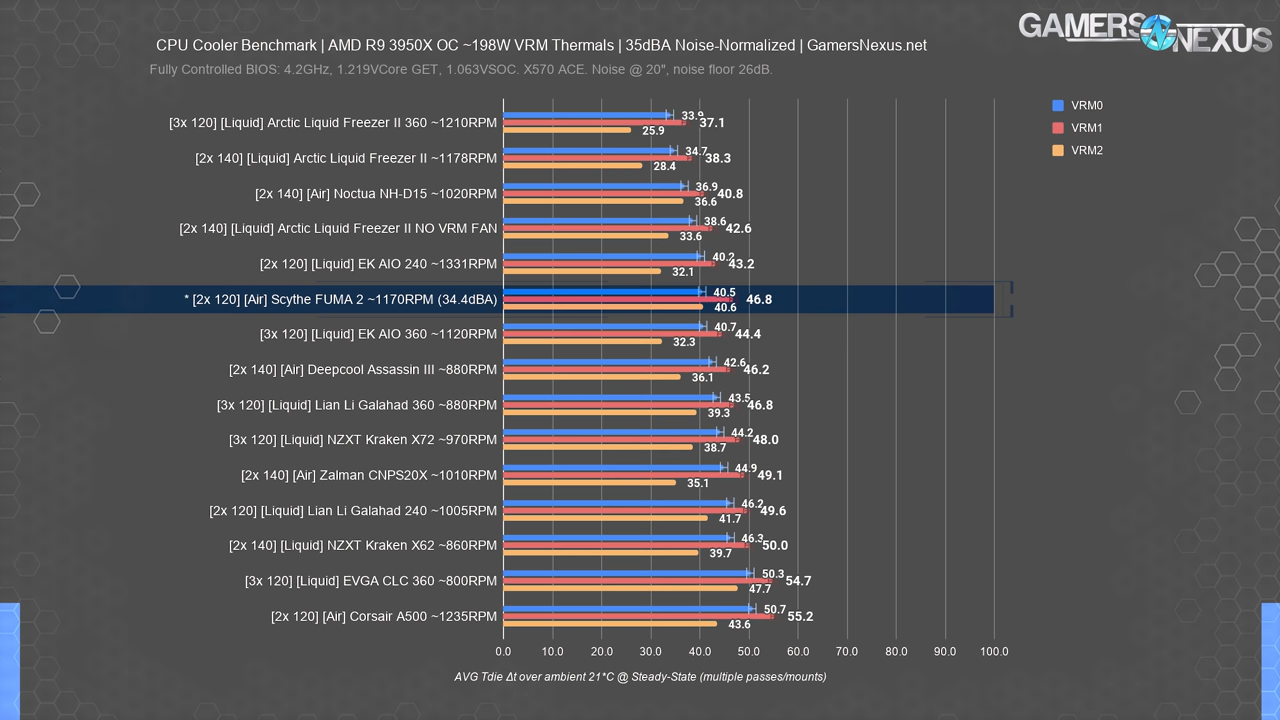 GAMERS NEXUS
CPU Cooler Benchmark | AMD R9 3950X OC ~198W VRM Thermals | 35dBA Noise-Normalized | GamersNexus.net
Fully Controlled BIOS: 4.2GHz, 1.219VCore GET, 1.063VSOC. X570 ACE. Noise @ 20", noise floor 26dB.
VRM0
VRM1
VRM2
[3x 120] [Liquid] Arctic Liquid Freezer II 360 ~1210RPM 33.9 37.1 25.9
[2x 140] [Liquid] Arctic Liquid Freezer II ~1178RPM 34.7 38.3 28.4
[2x 140] [Air] Noctua NH-D15 ~1020RPM 36.9 40.8 36.6
[2x 140] [Liquid] Arctic Liquid Freezer II NO VRM FAN 38.6 42.6 33.6
[2x 120] [Liquid] EK AIO 240 ~1331RPM 40.2 43.2 32.1
* [2x 120] [Air] Scythe FUMA 2 ~1170RPM (34.4dBA) 40.5 46.8 40.6
[3x 120] [Liquid] EK AIO 360 ~1120RPM 40.7 44.4 32.3
[2x 140] [Air] Deepcool Assassin III ~880RPM 42.6 46.2 36.1
[3x 120] [Liquid] Lian Li Galahad 360 ~880RPM 43.5 46.8 39.3
[3x 120] [Liquid] NZXT Kraken X72 ~970RPM 44.2 48.0 38.7
[2x 140] [Air] Zalman CNPS20X ~1010RPM 44.9 49.1 35.1
[2x 120] [Liquid] Lian Li Galahad 240 ~1005RPM 46.2 49.6 41.7
[2x 140] [Liquid] NZXT Kraken X62 ~860RPM 46.3 50.0 39.7
[3x 120] [Liquid] EVGA CLC 360 ~800RPM 50.3 54.7 47.7
[2x 120] [Air] Corsair A500 ~1235RPM 50.7 55.2 43.6
0.0 10.0 20.0 30.0 40.0 50.0 60.0 70.0 80.0 90.0 100.0
AVG Tdie Δt over ambient 21*C @ Steady-State (multiple passes/mounts)